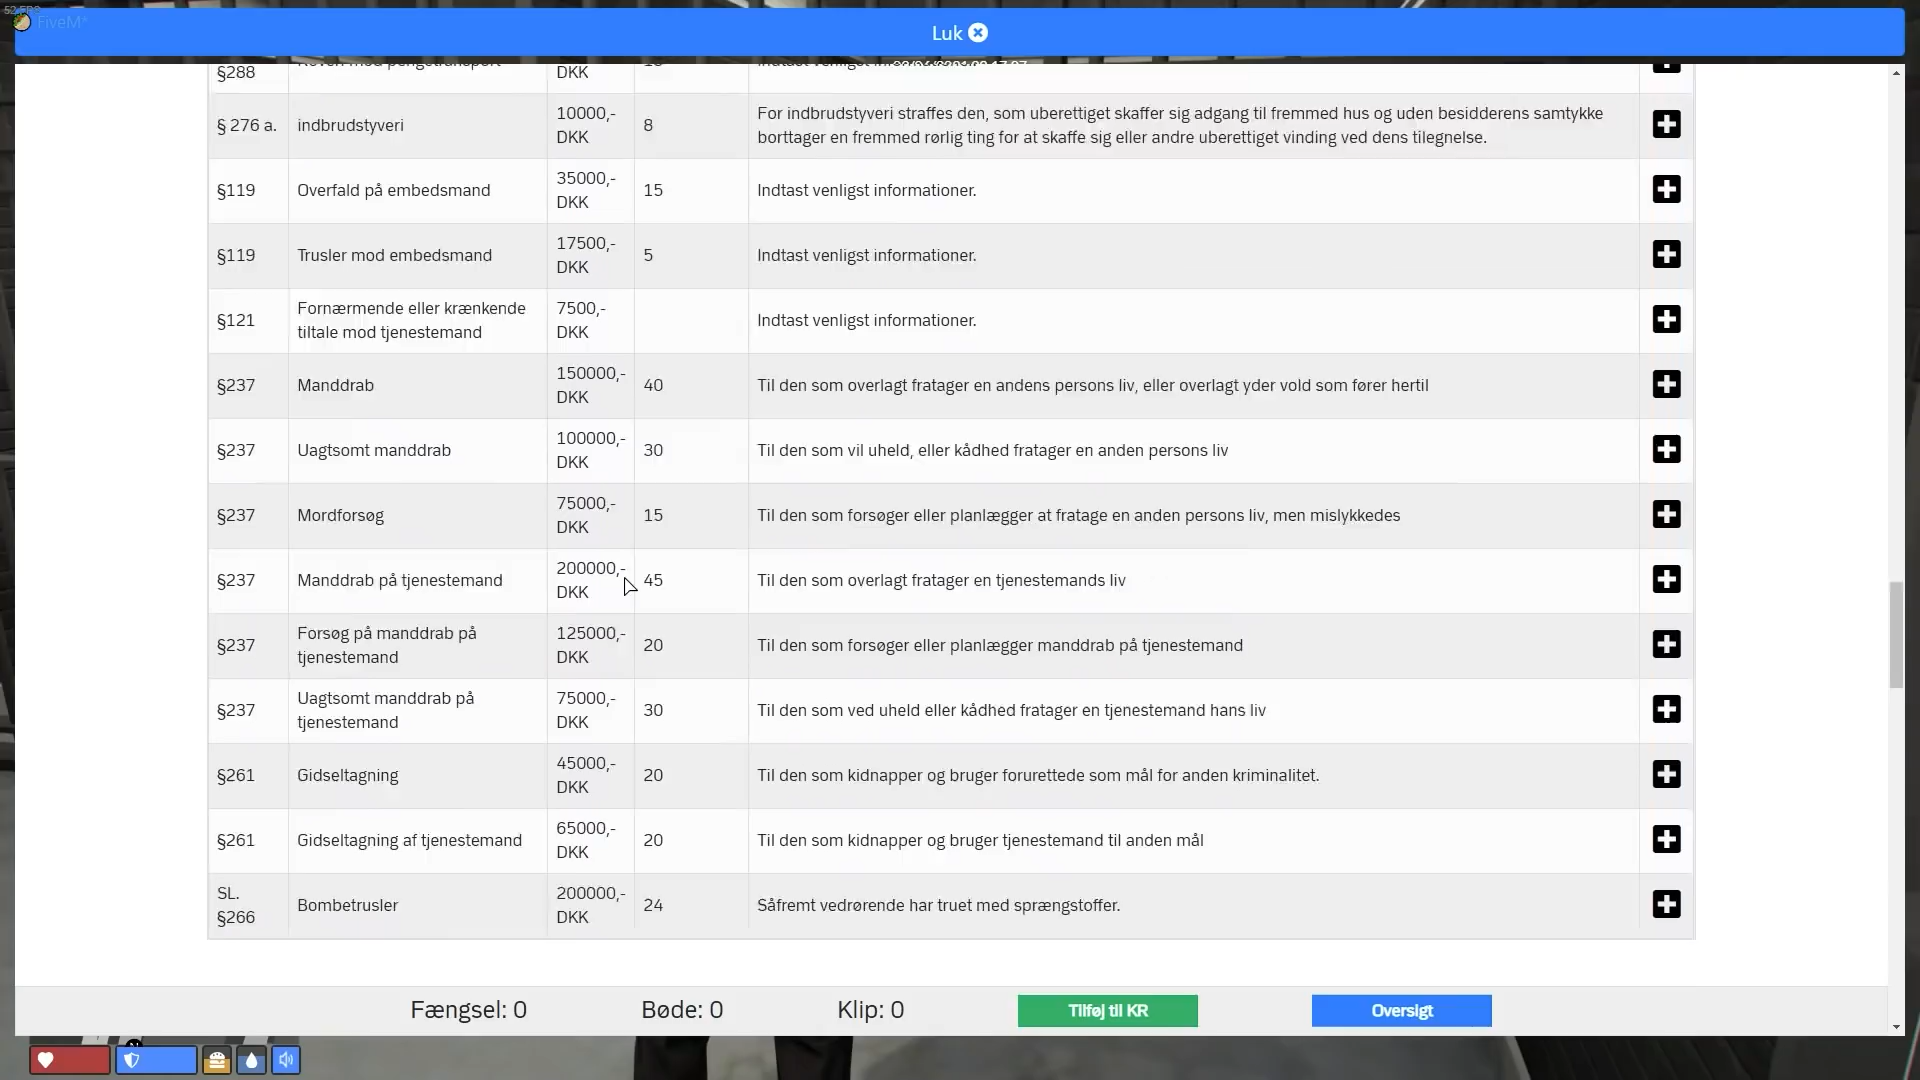 52 FPS
FiveM*
Luk
§288
DKK
§ 276 a.
indbrudstyveri
10000,-
DKK
8
For indbrudstyveri straffes den, som uberettiget skaffer sig adgang til fremmed hus og uden besidderens samtykke
borttager en fremmed rørlig ting for at skaffe sig eller andre uberettiget vinding ved dens tilegnelse.
§119
Overfald på embedsmand
35000,-
DKK
15
Indtast venligst informationer.
§119
Trusler mod embedsmand
17500,-
DKK
5
Indtast venligst informationer.
§121
Fornærmende eller krænkende
tiltale mod tjenestemand
7500,-
DKK
Indtast venligst informationer.
§237
Manddrab
150000,-
DKK
40
Til den som overlagt fratager en andens persons liv, eller overlagt yder vold som fører hertil
§237
Uagtsomt manddrab
100000,-
DKK
30
Til den som vil uheld, eller kådhed fratager en anden persons liv
§237
Mordforsøg
75000,-
DKK
15
Til den som forsøger eller planlægger at fratage en anden persons liv, men mislykkedes
§237
Manddrab på tjenestemand
200000,-
DKK
45
Til den som overlagt fratager en tjenestemands liv
§237
Forsøg på manddrab på
tjenestemand
125000,-
DKK
20
Til den som forsøger eller planlægger manddrab på tjenestemand
§237
Uagtsomt manddrab på
tjenestemand
75000,-
DKK
30
Til den som ved uheld eller kådhed fratager en tjenestemand hans liv
§261
Gidseltagning
45000,-
DKK
20
Til den som kidnapper og bruger forurettede som mål for anden kriminalitet.
§261
Gidseltagning af tjenestemand
65000,-
DKK
20
Til den som kidnapper og bruger tjenestemand til anden mål
SL.
§266
Bombetrusler
200000,-
DKK
24
Såfremt vedrørende har truet med sprængstoffer.
Fængsel: 0
Bøde: 0
Klip: 0
Tilføj til KR
Oversigt